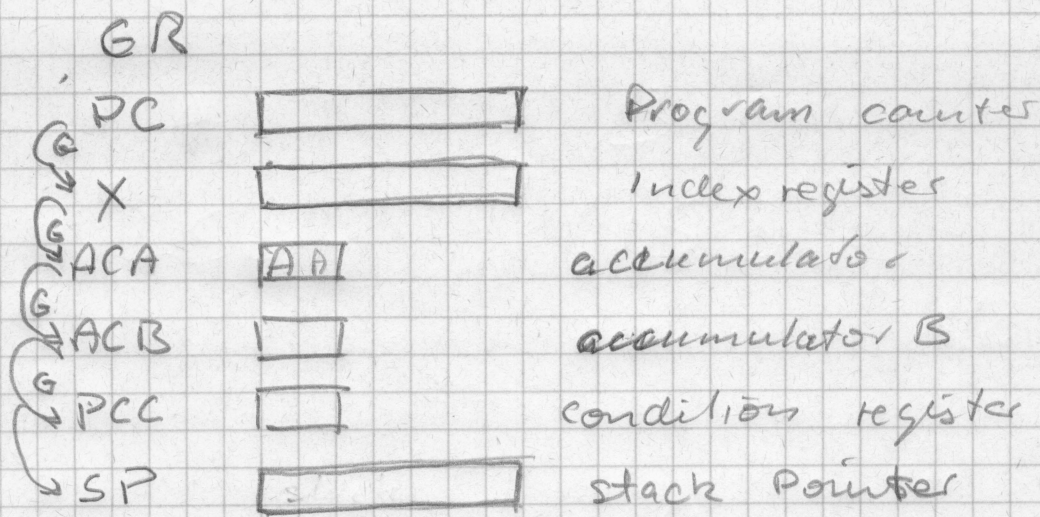 GR
PC Program counter
G
X Index register
G
ACA AA accumulator
G
ACB accumulator B
G
PCC condition register
SP stack Pointer